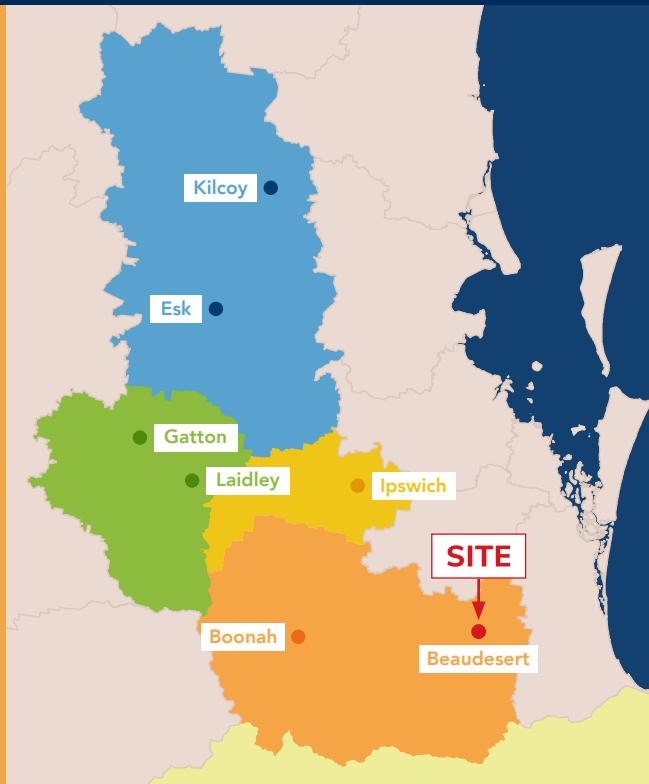 Kilcoy
Esk
Gatton
Laidley
Ipswich
SITE
Boonah
Beaudesert